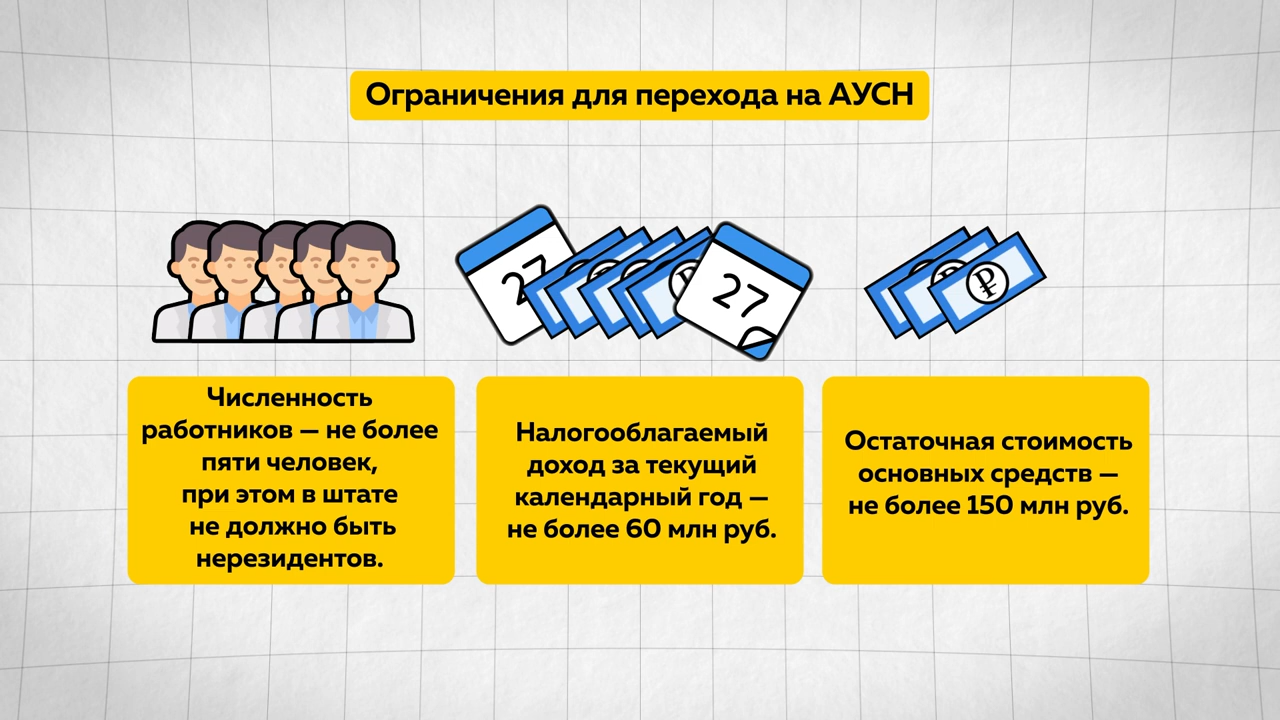 Ограничения для перехода на АУСН
27
27
₽
Численность
работников — не более
пяти человек,
при этом в штате
не должно быть
нерезидентов.
Налогооблагаемый
доход за текущий
календарный год —
не более 60 млн руб.
Остаточная стоимость
основных средств —
не более 150 млн руб.